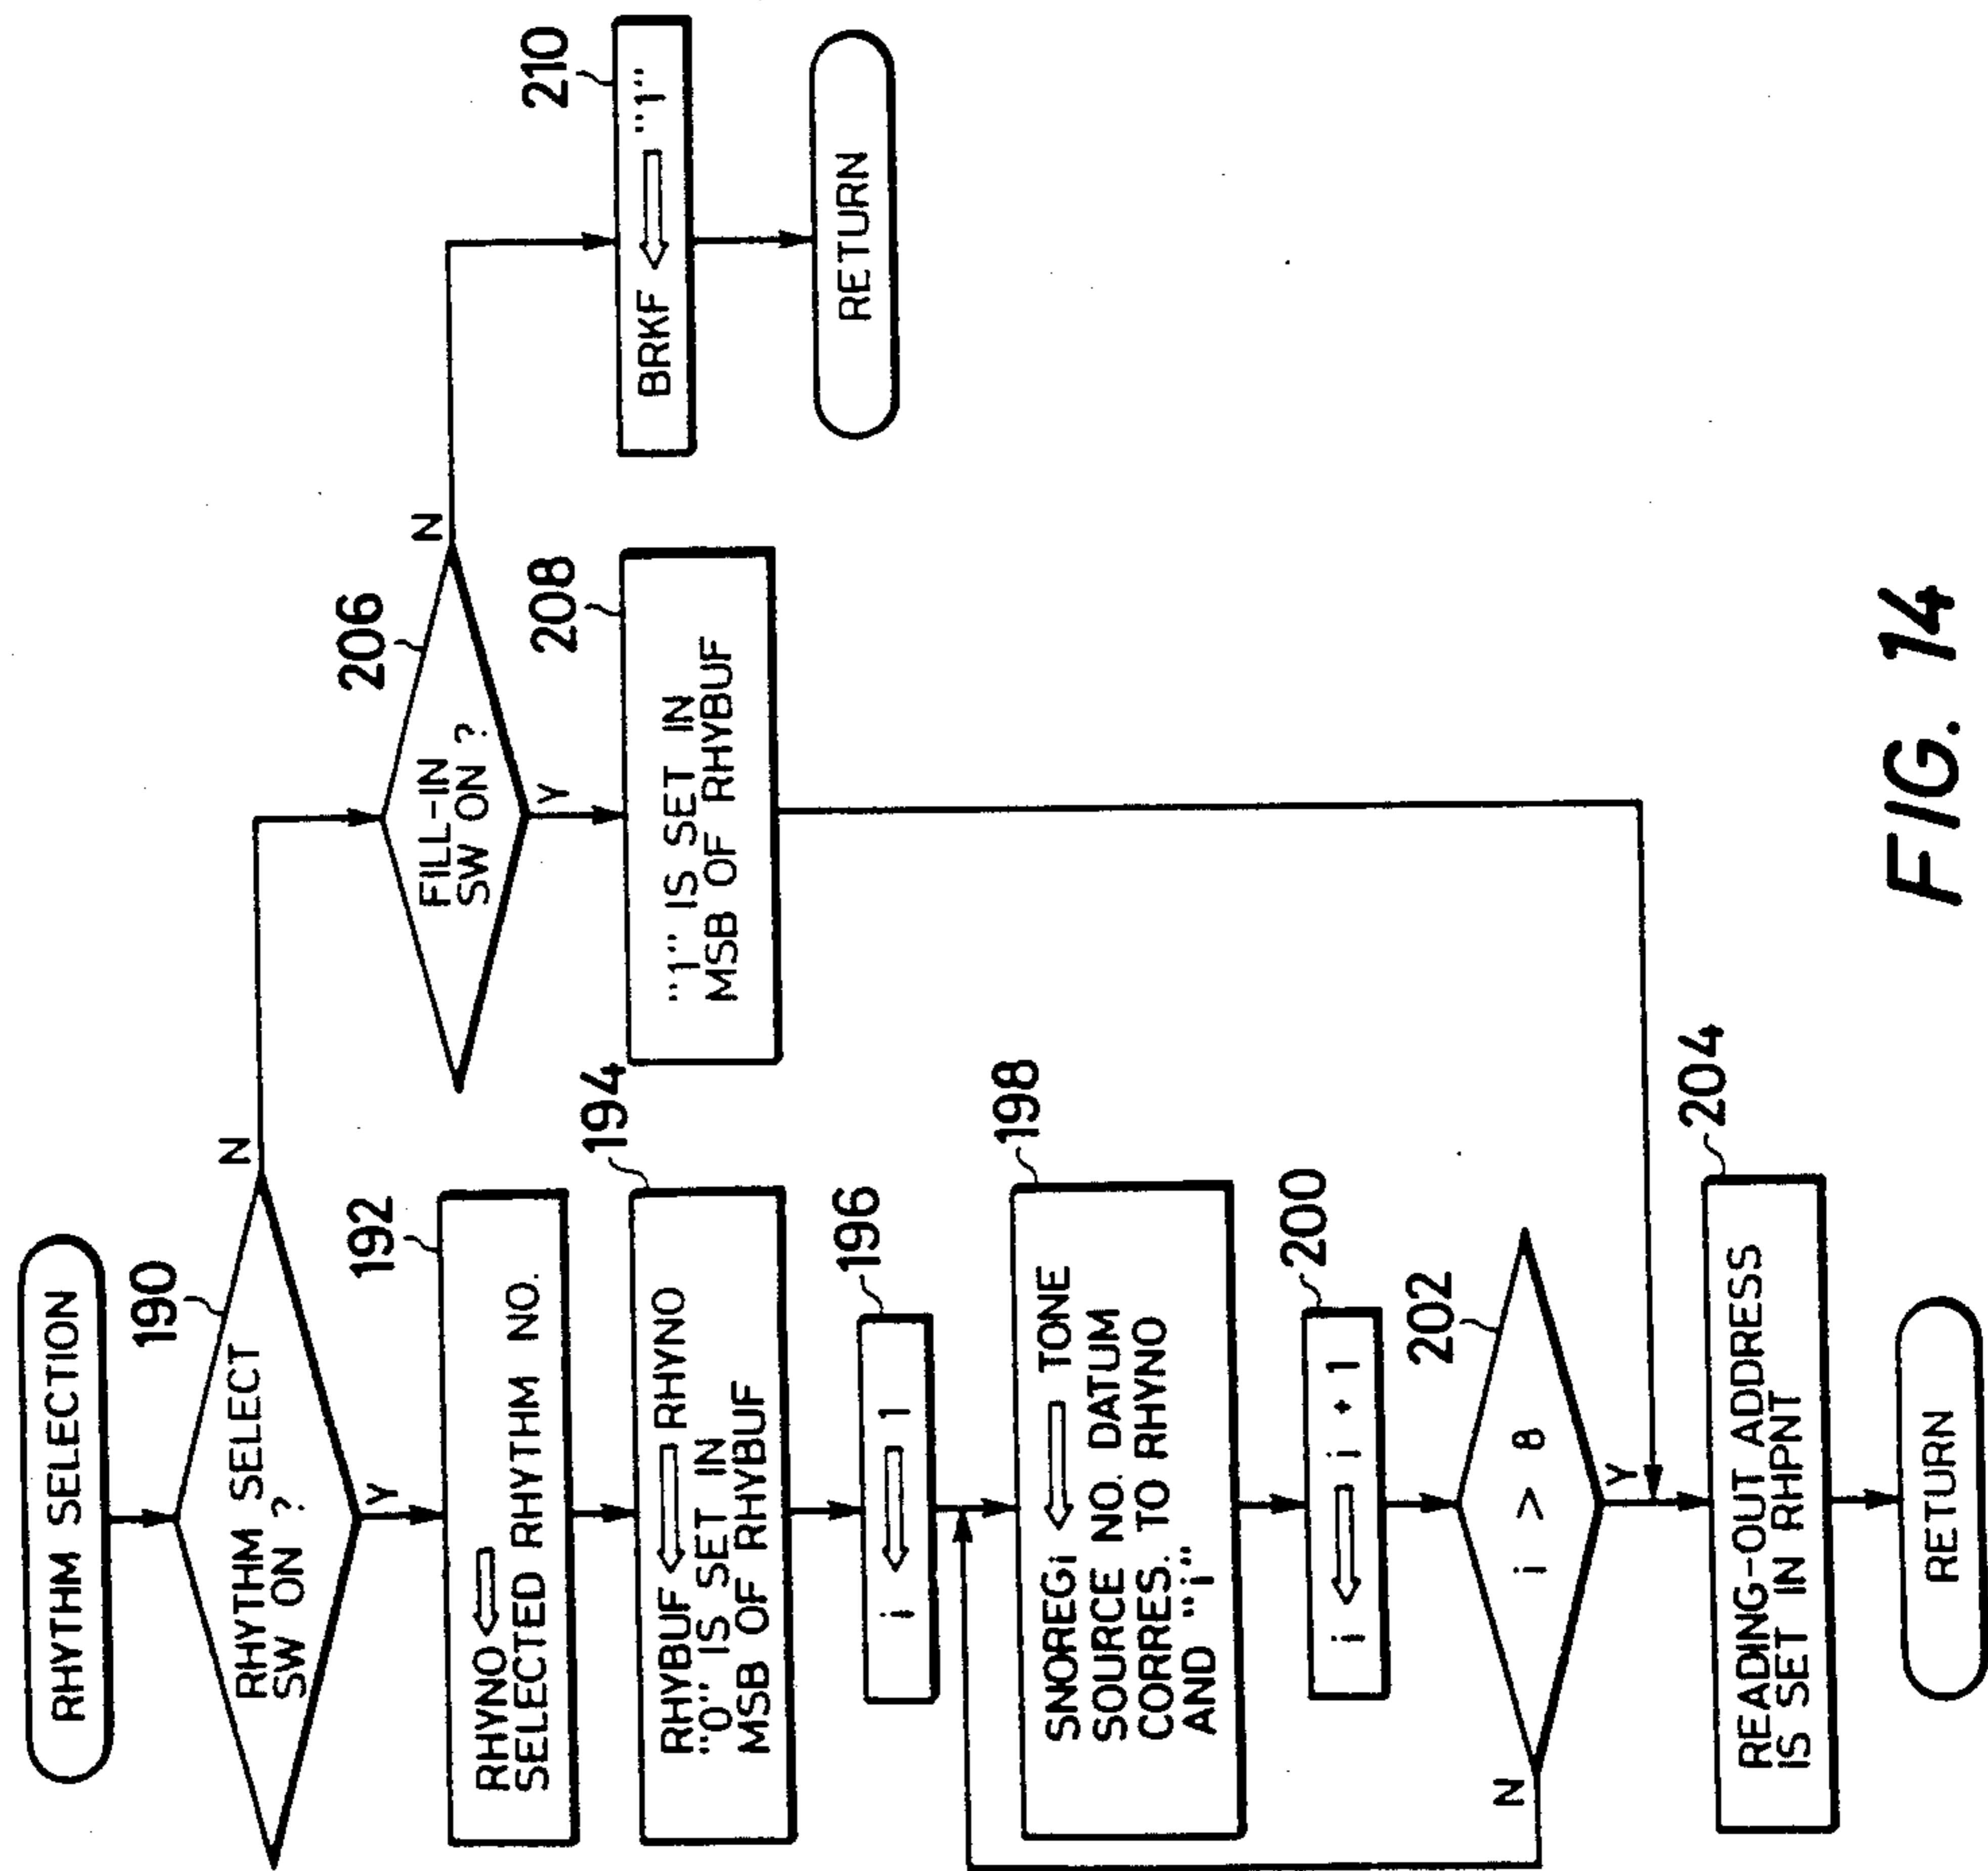 RHYTHM SELECTION
190
RHYTHM SELECT
SW ON ?
N
Y
192
RHYNO ⇐
SELECTED RHYTHM NO.
194
RHYBUF ⇐ RHYNO
"0" IS SET IN
MSB OF RHYBUF
196
i ⇐ 1
198
SNOREGi ⇐ TONE
SOURCE NO. DATUM
CORRES. TO RHYNO
AND "i"
200
i ⇐ i + 1
202
i > 8
N
Y
204
READING-OUT ADDRESS
IS SET IN RHPNT
RETURN
206
FILL-IN
SW ON ?
N
Y
208
"1" IS SET IN
MSB OF RHYBUF
210
BRKF ⇐ "1"
RETURN
FIG. 14